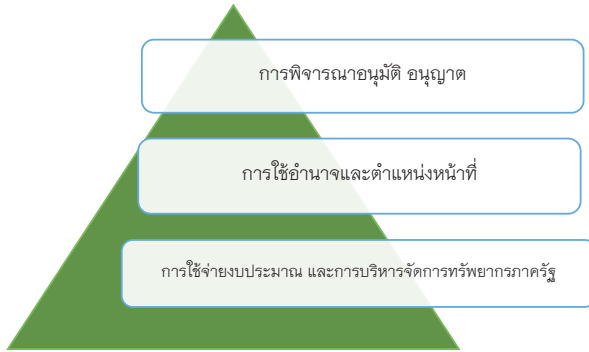 การพิจารณาอนุมัติ อนุญาต
การใช้อำนาจและตำแหน่งหน้าที่
การใช้จ่ายงบประมาณ และการบริหารจัดการทรัพยากรภาครัฐ